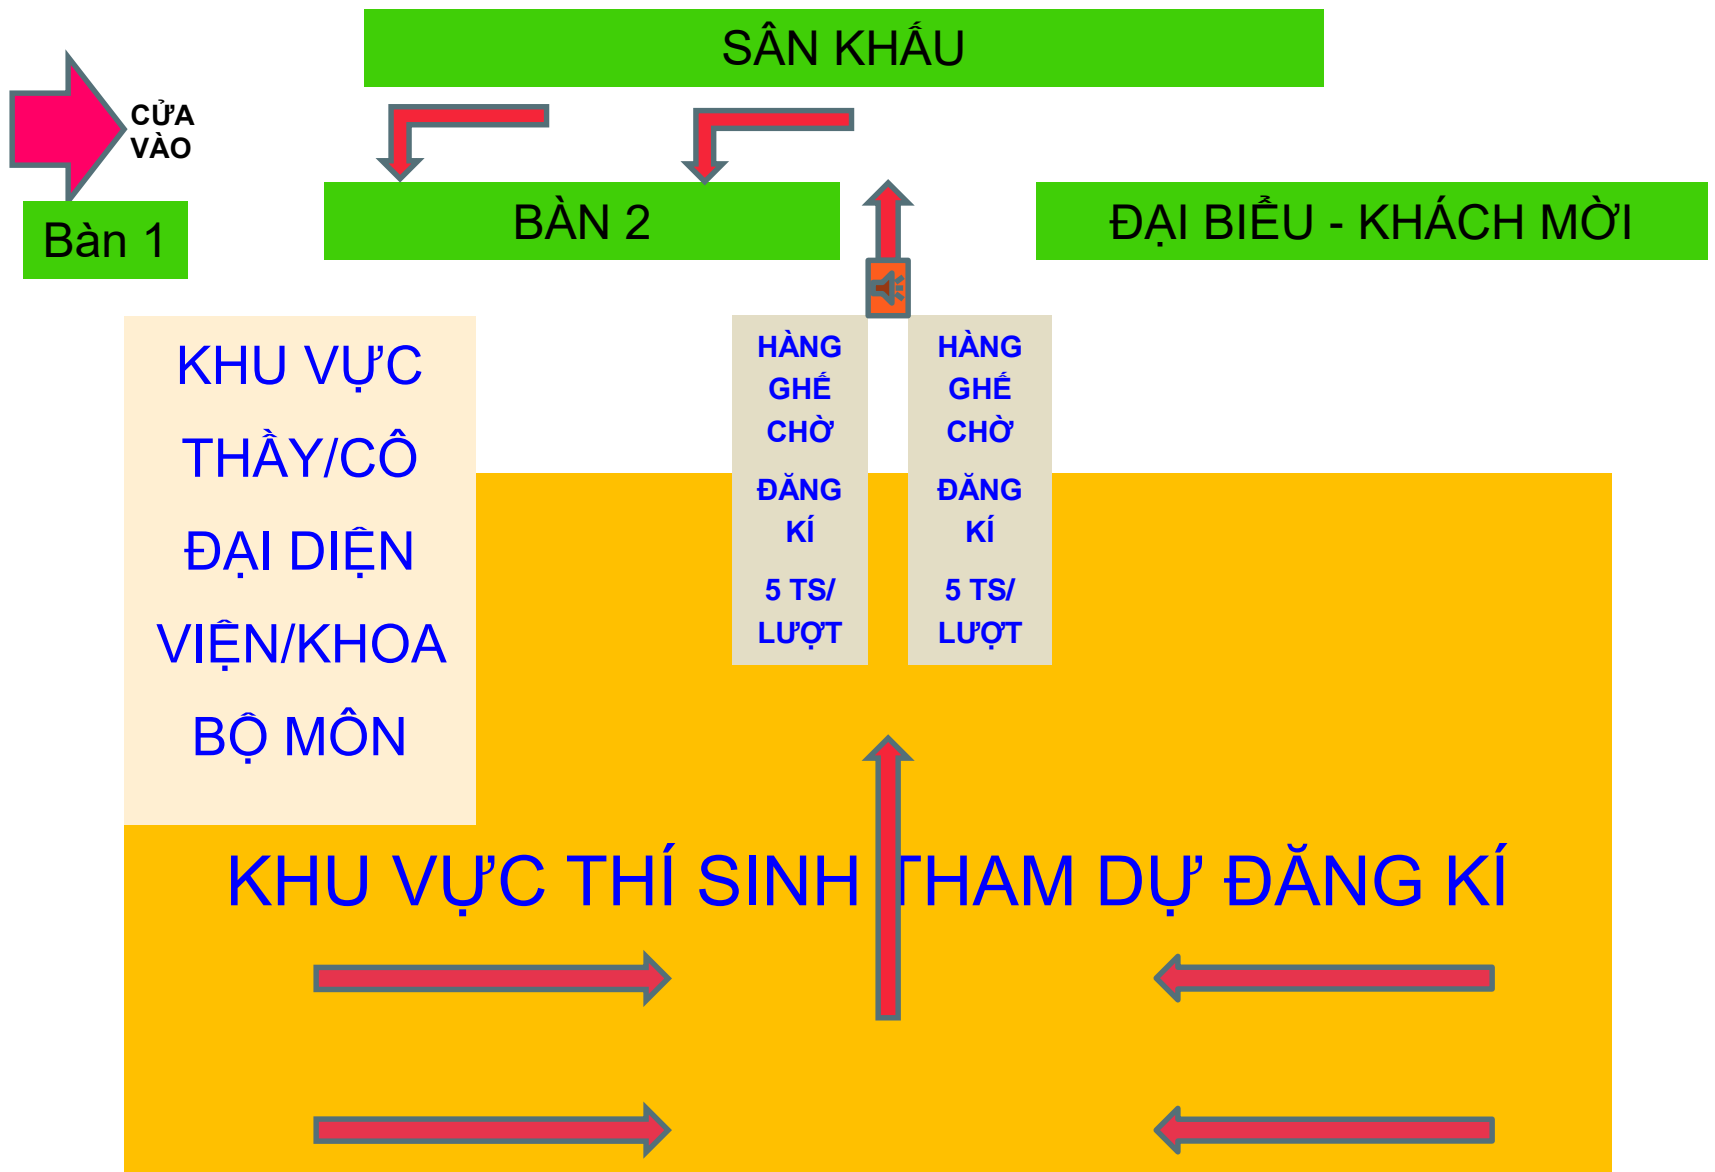 SÂN KHẤU
CỬA
VÀO
Bàn 1
BÀN 2
ĐẠI BIỂU - KHÁCH MỜI
KHU VỰC
THẦY/CÔ
ĐẠI DIỆN
VIỆN/KHOA
BỘ MÔN
HÀNG
GHẾ
CHỜ
ĐĂNG
KÍ
5 TS/
LƯỢT
HÀNG
GHẾ
CHỜ
ĐĂNG
KÍ
5 TS/
LƯỢT
KHU VỰC THÍ SINH THAM DỰ ĐĂNG KÍ